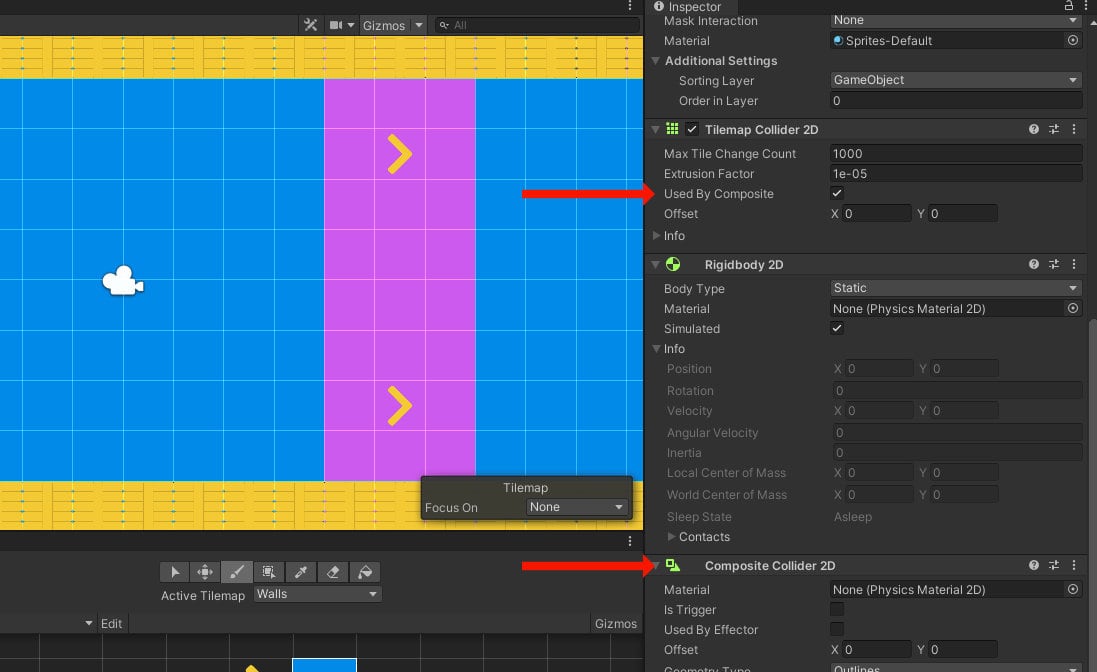 Gizmos All
Inspector
Mask Interaction None
Material Sprites-Default
Additional Settings
Sorting Layer GameObject
Order in Layer 0
Tilemap Collider 2D
Max Tile Change Count 1000
Extrusion Factor 1e-05
Used By Composite
Offset X 0 Y 0
Info
Rigidbody 2D
Body Type Static
Material None (Physics Material 2D)
Simulated
Info
Position X 0 Y 0
Rotation 0
Velocity X 0 Y 0
Angular Velocity 0
Inertia 0
Local Center of Mass X 0 Y 0
World Center of Mass X 0 Y 0
Sleep State Asleep
Contacts
Composite Collider 2D
Material None (Physics Material 2D)
Is Trigger
Used By Effector
Offset X 0 Y 0
Geometry Type Outlines
Tilemap
Focus On None
Active Tilemap Walls
Edit Gizmos